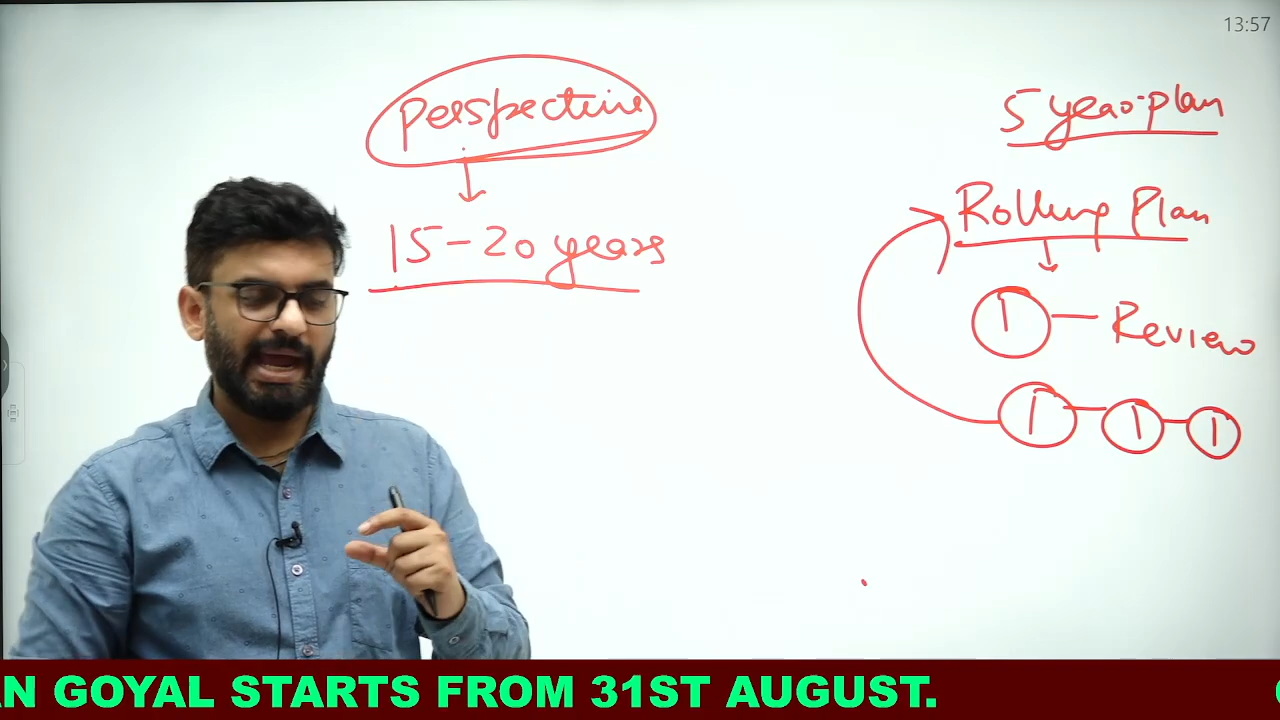 13:57
Perspective
15-20 years
5 year plan
Rolling Plan
1 — Review
1 — 1 — 1
AN GOYAL STARTS FROM 31ST AUGUST.